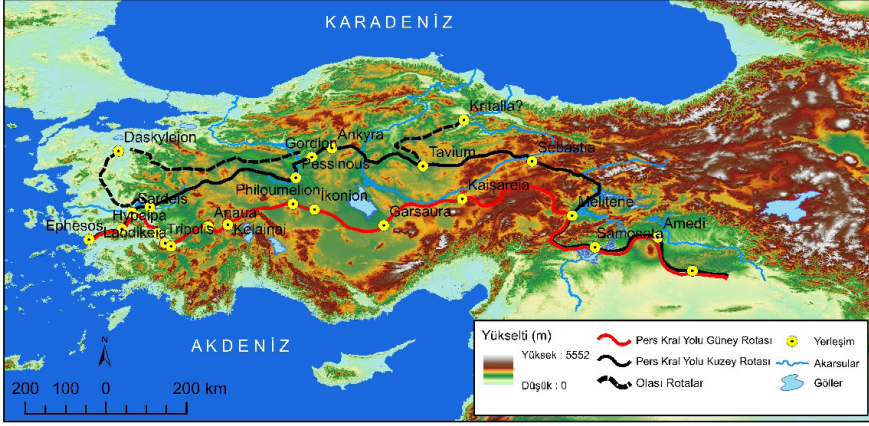 KARADENİZ
Kritalla?
Daskyleion
Gordion
Ankyra
Pessinous
Tavium
Sebastia
Sardeis
Philoumelion
İkonion
Kaisareia
Hypaipa
Anaua
Melitene
Ephesos
Garsaura
Amedi
Laodikeia
Tripolis
Kelainai
Samosata
AKDENİZ
N
200 100 0 200 km
Yükselti (m)
Yüksek : 5552
Düşük : 0
Pers Kral Yolu Güney Rotası
Pers Kral Yolu Kuzey Rotası
Olası Rotalar
Yerleşim
Akarsular
Göller